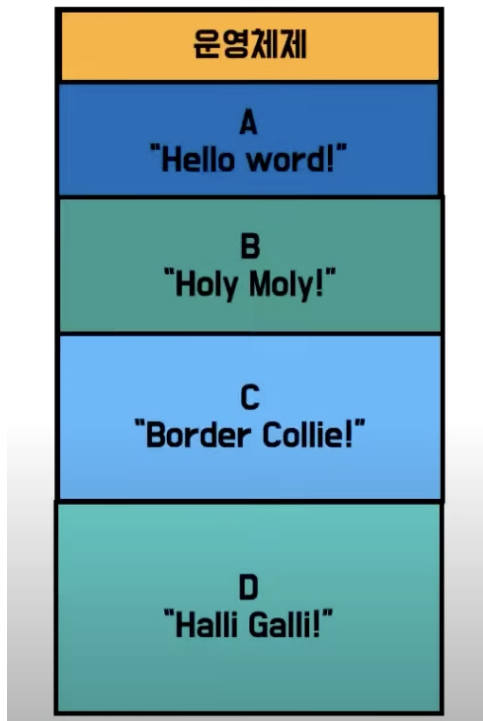 운영체제
A
"Hello word!"
B
"Holy Moly!"
C
"Border Collie!"
D
"Halli Galli!"